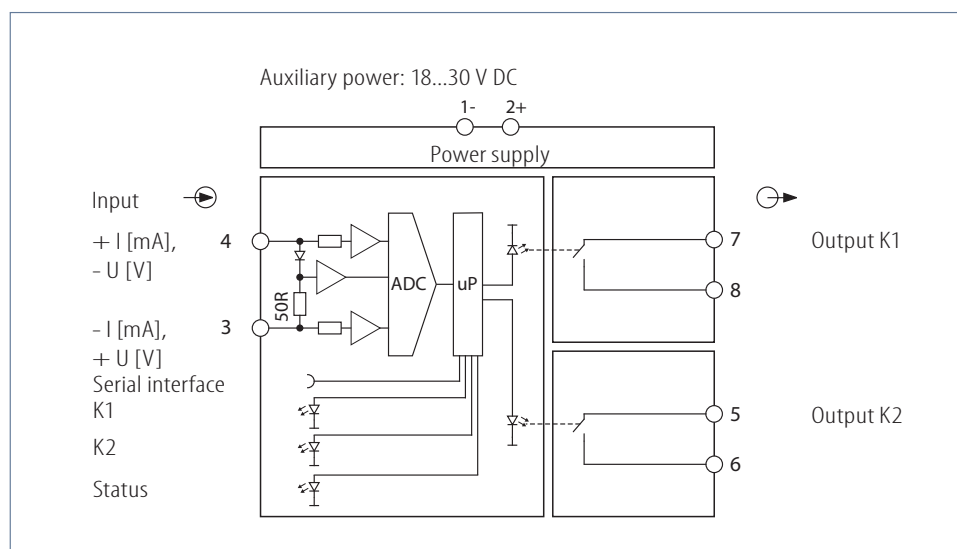 Auxiliary power: 18...30 V DC
1-
2+
Power supply
Input
+ I [mA],
- U [V]
4
7
Output K1
ADC
uP
50R
8
3
- I [mA],
+ U [V]
Serial interface
K1
5
Output K2
K2
6
Status